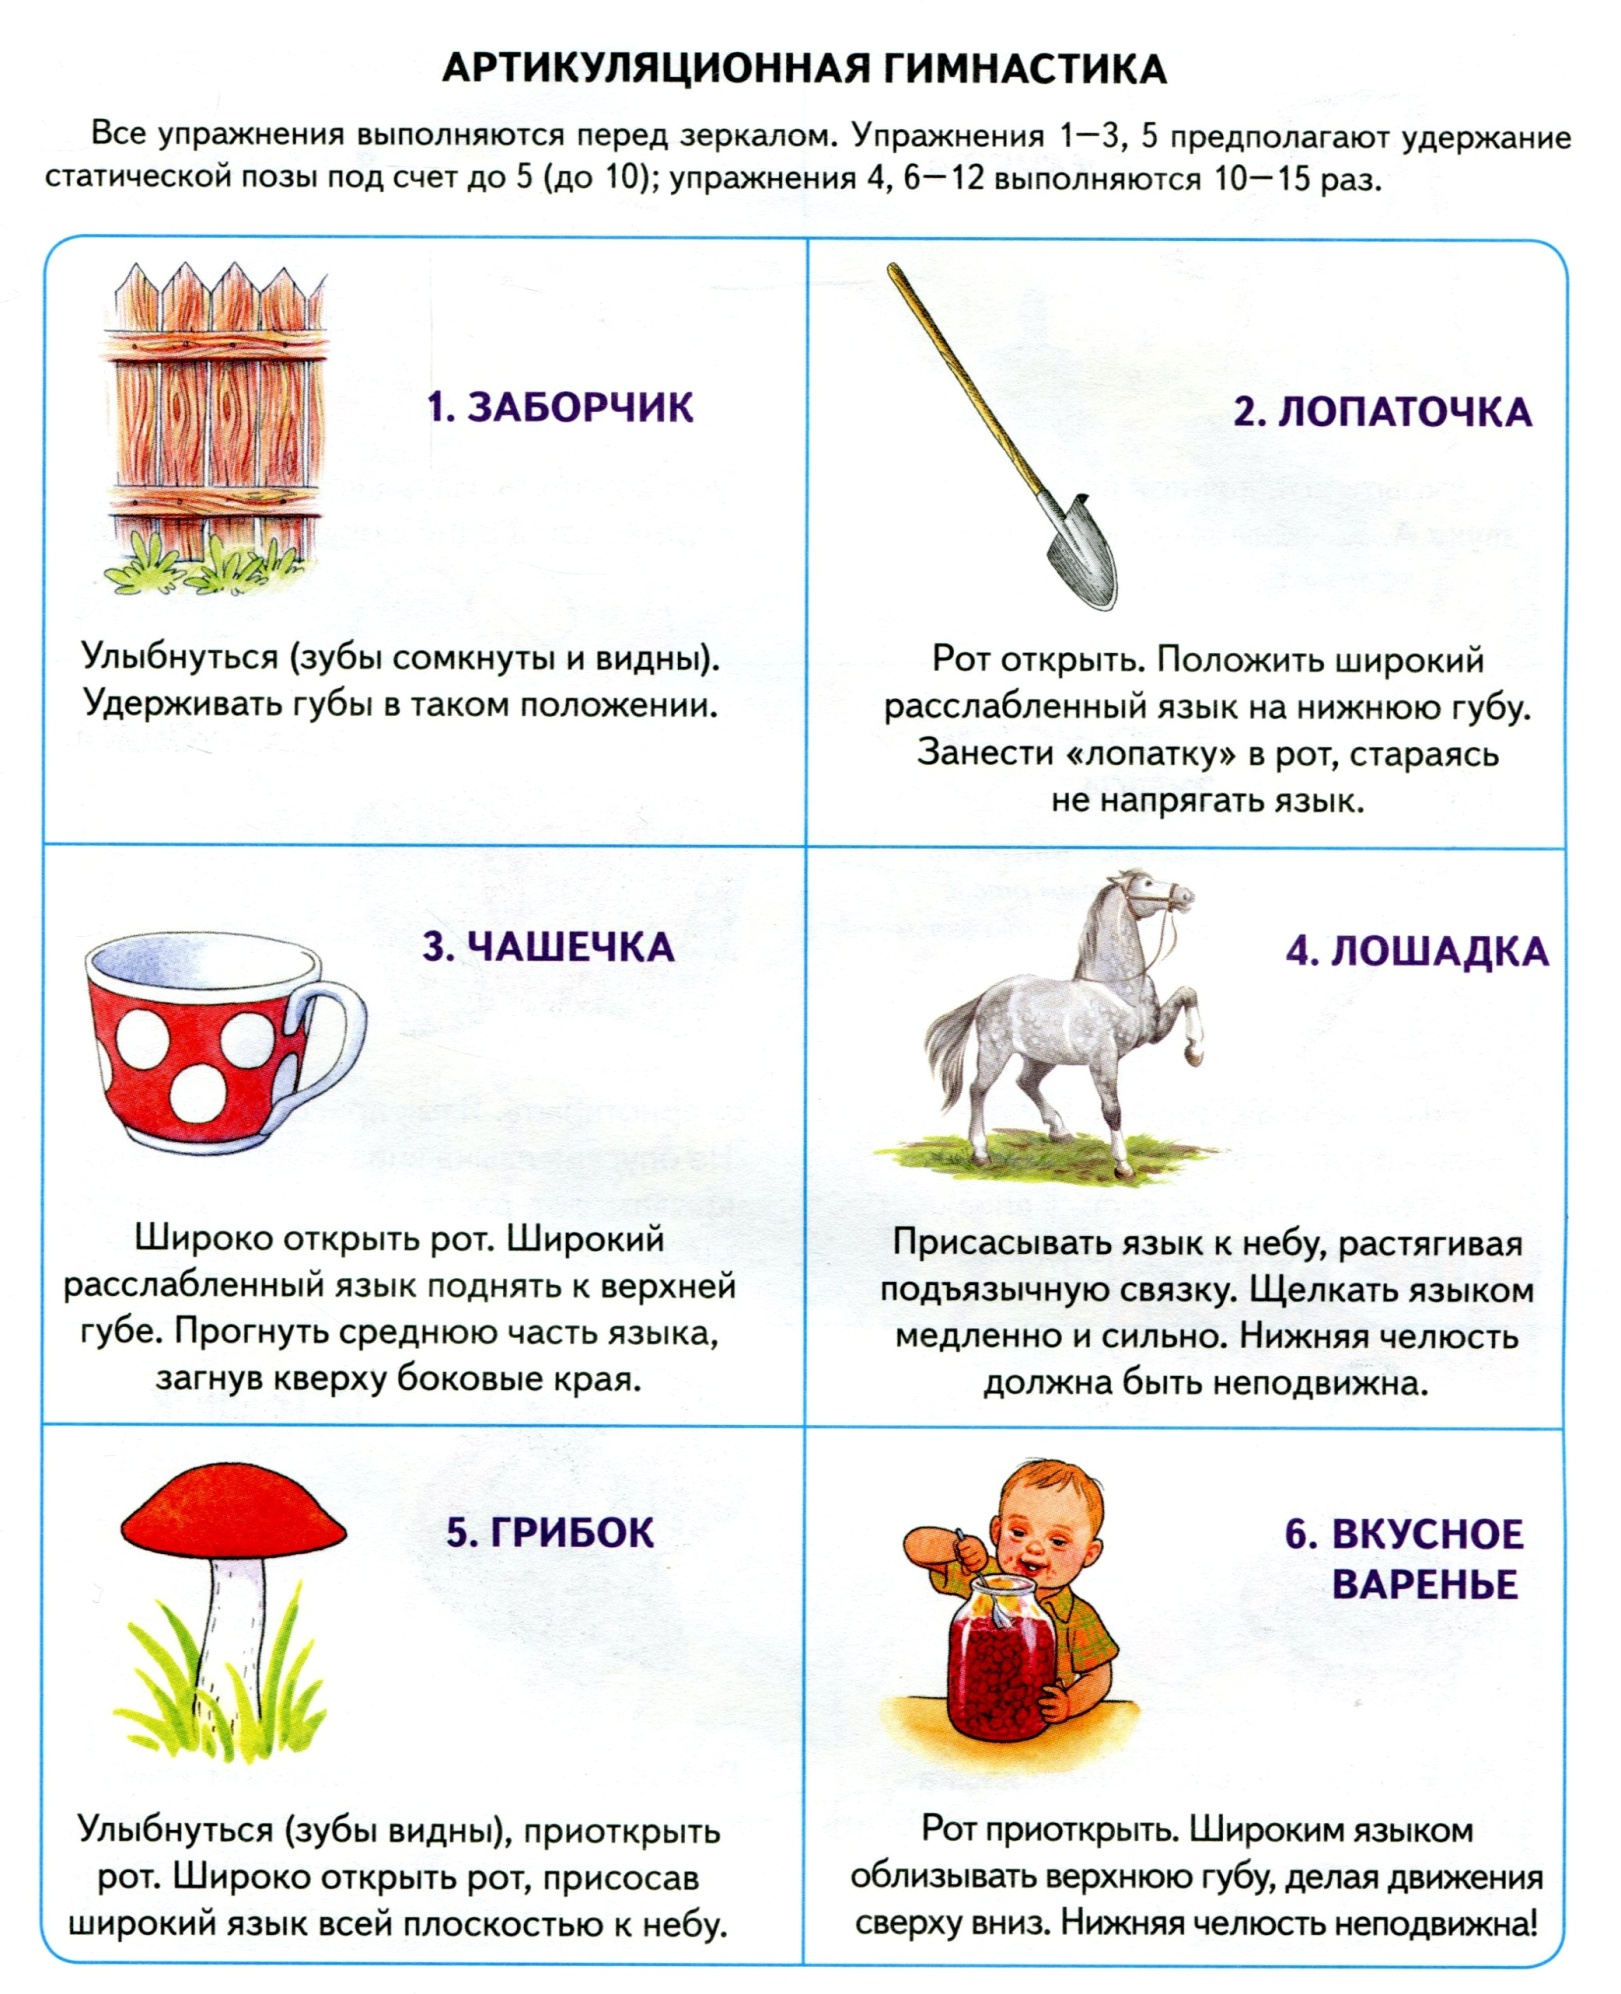 АРТИКУЛЯЦИОННАЯ ГИМНАСТИКА
Все упражнения выполняются перед зеркалом. Упражнения 1—3, 5 предполагают удержание
статической позы под счет до 5 (до 10); упражнения 4, 6—12 выполняются 10—15 раз.
1. ЗАБОРЧИК
Улыбнуться (зубы сомкнуты и видны).
Удерживать губы в таком положении.
2. ЛОПАТОЧКА
Рот открыть. Положить широкий
расслабленный язык на нижнюю губу.
Занести «лопатку» в рот, стараясь
не напрягать язык.
3. ЧАШЕЧКА
Широко открыть рот. Широкий
расслабленный язык поднять к верхней
губе. Прогнуть среднюю часть языка,
загнув кверху боковые края.
4. ЛОШАДКА
Присасывать язык к небу, растягивая
подъязычную связку. Щелкать языком
медленно и сильно. Нижняя челюсть
должна быть неподвижна.
5. ГРИБОК
Улыбнуться (зубы видны), приоткрыть
рот. Широко открыть рот, присосав
широкий язык всей плоскостью к небу.
6. ВКУСНОЕ
ВАРЕНЬЕ
Рот приоткрыть. Широким языком
облизывать верхнюю губу, делая движения
сверху вниз. Нижняя челюсть неподвижна!